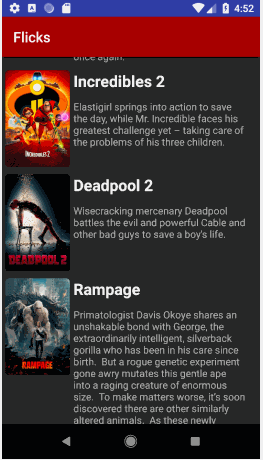 4:52
Flicks
once again.
Incredibles 2
Elastigirl springs into action to save
the day, while Mr. Incredible faces his
greatest challenge yet – taking care of
the problems of his three children.
INCREDIBLES 2
Deadpool 2
Wisecracking mercenary Deadpool
battles the evil and powerful Cable and
other bad guys to save a boy's life.
DEADPOOL 2
Rampage
Primatologist Davis Okoye shares an
unshakable bond with George, the
extraordinarily intelligent, silverback
gorilla who has been in his care since
birth.  But a rogue genetic experiment
gone awry mutates this gentle ape
into a raging creature of enormous
size.  To make matters worse, it's soon
discovered there are other similarly
altered animals.  As these newly
RAMPAGE